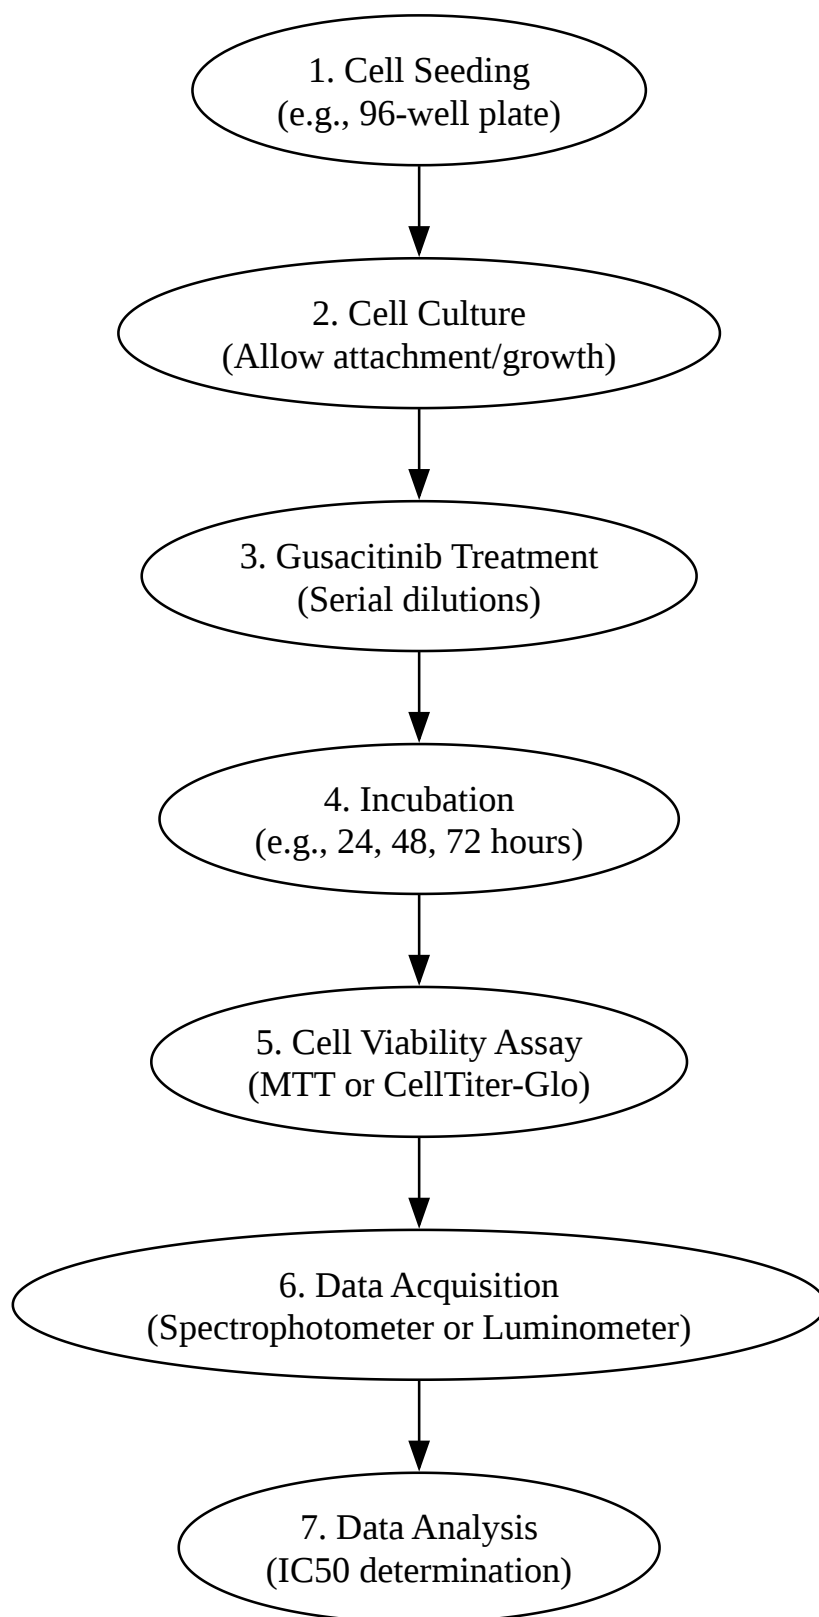 1. Cell Seeding
(e.g., 96-well plate)
2. Cell Culture
(Allow attachment/growth)
3. Gusacitinib Treatment
(Serial dilutions)
4. Incubation
(e.g., 24, 48, 72 hours)
5. Cell Viability Assay
(MTT or CellTiter-Glo)
6. Data Acquisition
(Spectrophotometer or Luminometer)
7. Data Analysis
(IC50 determination)